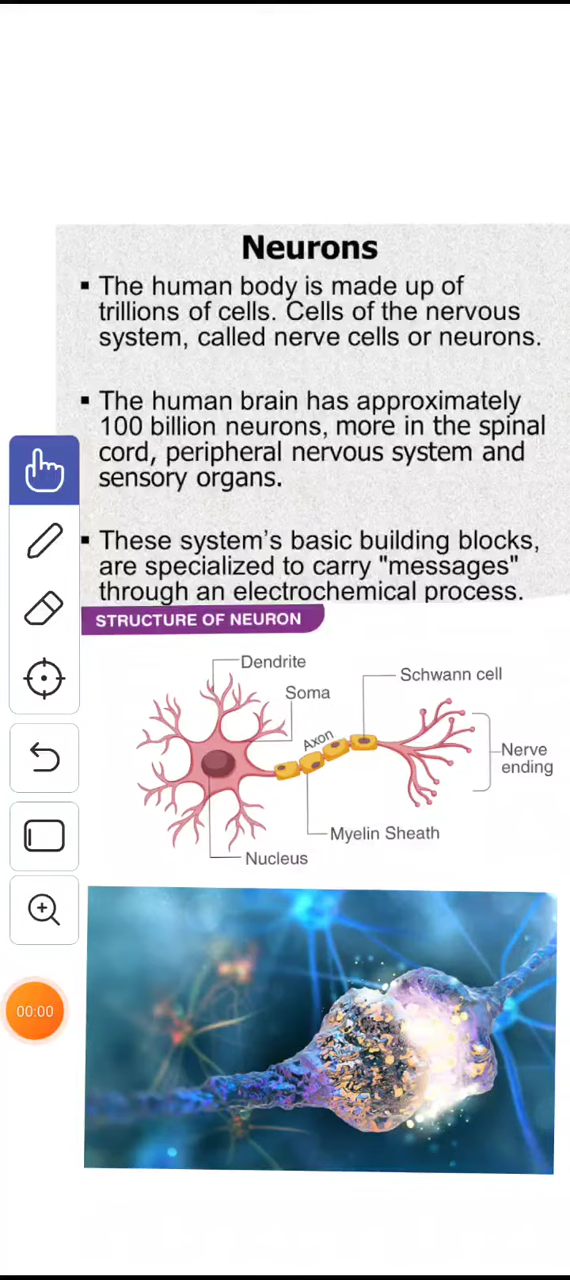 Neurons
▪ The human body is made up of
trillions of cells. Cells of the nervous
system, called nerve cells or neurons.
▪ The human brain has approximately
100 billion neurons, more in the spinal
cord, peripheral nervous system and
sensory organs.
▪ These system's basic building blocks,
are specialized to carry "messages"
through an electrochemical process.
STRUCTURE OF NEURON
Dendrite
Soma
Schwann cell
Axon
Nerve
ending
Myelin Sheath
Nucleus
00:00